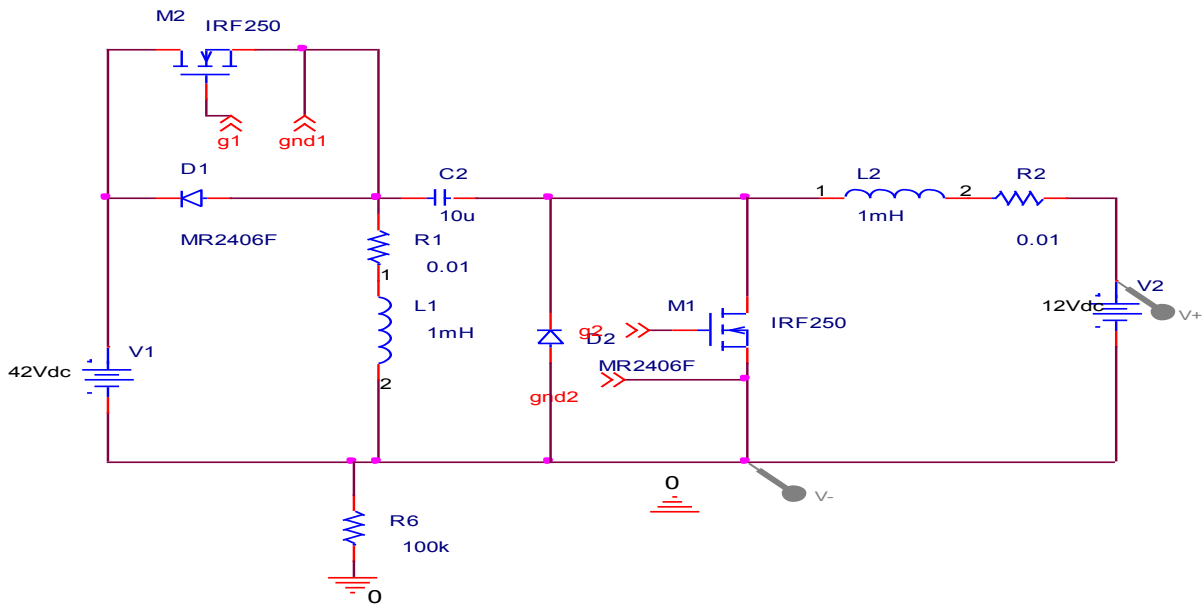 M2
IRF250
g1
gnd1
D1
MR2406F
C2
10u
R1
0.01
1
L1
1mH
2
1
L2
2
1mH
R2
0.01
V1
42Vdc
M1
IRF250
g2
D2
MR2406F
gnd2
V2
12Vdc
V+
V-
0
R6
100k
0